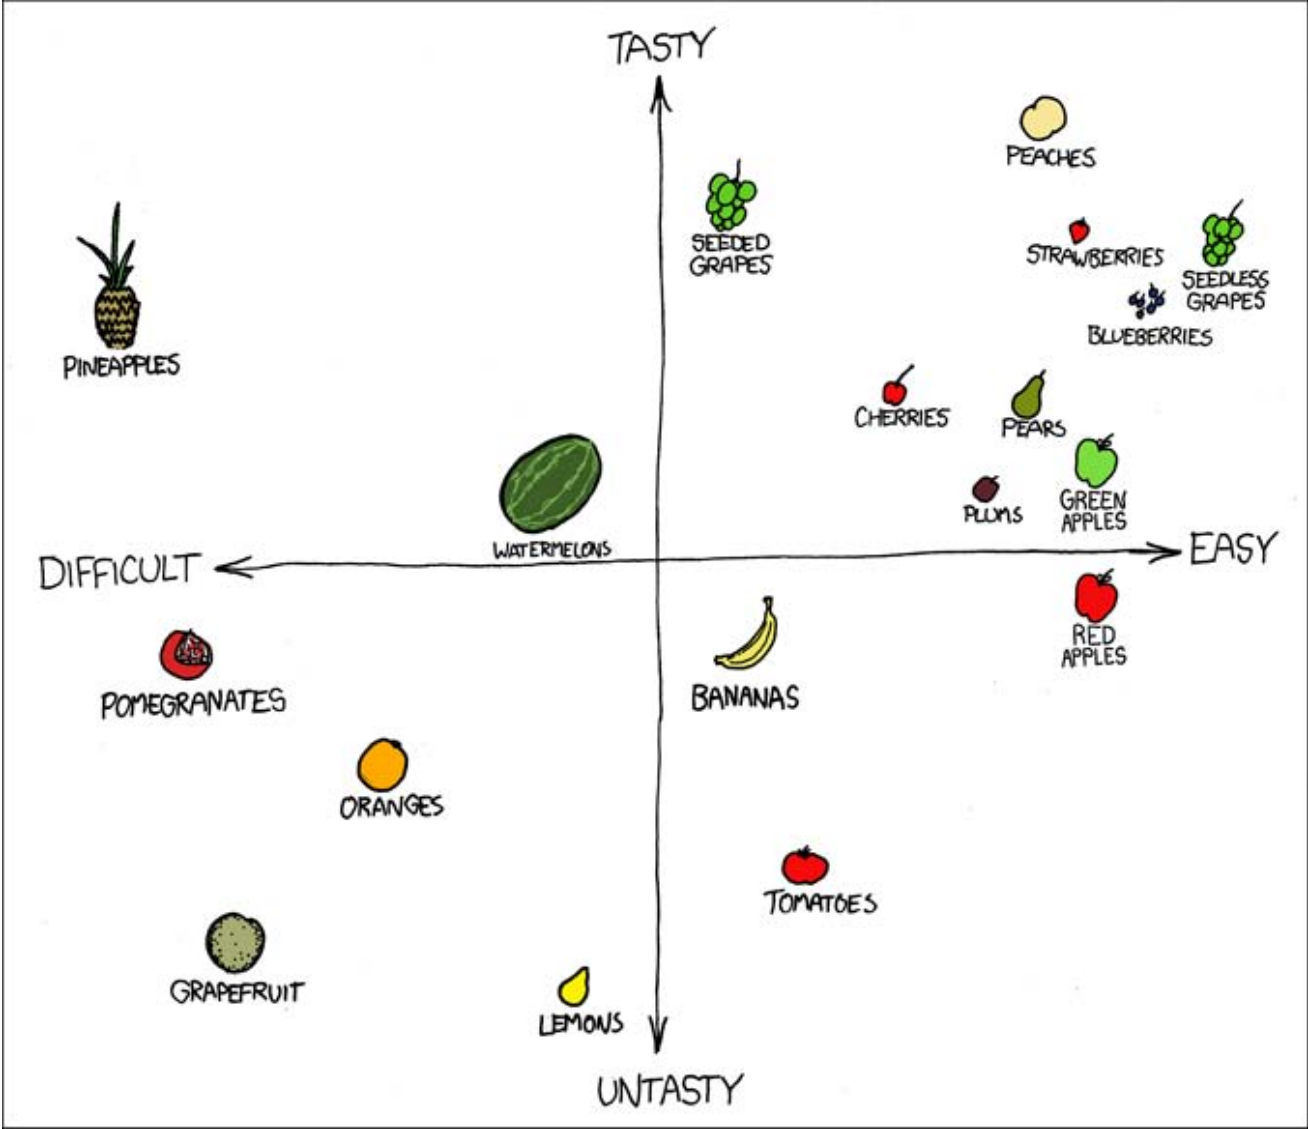 TASTY
PEACHES
SEEDED
GRAPES
STRAWBERRIES
SEEDLESS
GRAPES
BLUEBERRIES
PINEAPPLES
CHERRIES
PEARS
GREEN
APPLES
PLUMS
WATERMELONS
EASY
DIFFICULT
RED
APPLES
POMEGRANATES
BANANAS
ORANGES
TOMATOES
GRAPEFRUIT
LEMONS
UNTASTY